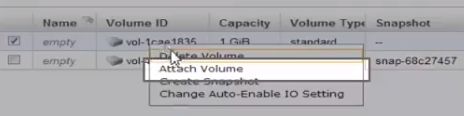 Name Volume ID Capacity Volume Type Snapshot
empty vol-1cae1835 1 GiB standard --
Delete Volume
empty vol- snap-68c27457
Attach Volume
Create Snapshot
Change Auto-Enable IO Setting